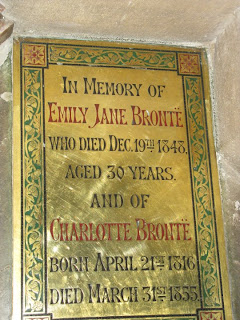 IN MEMORY OF
EMILY JANE BRONTË
WHO DIED DEC. 19TH 1848,
AGED 30 YEARS.
AND OF
CHARLOTTE BRONTË
BORN APRIL 21ST 1816
DIED MARCH 31ST 1855.